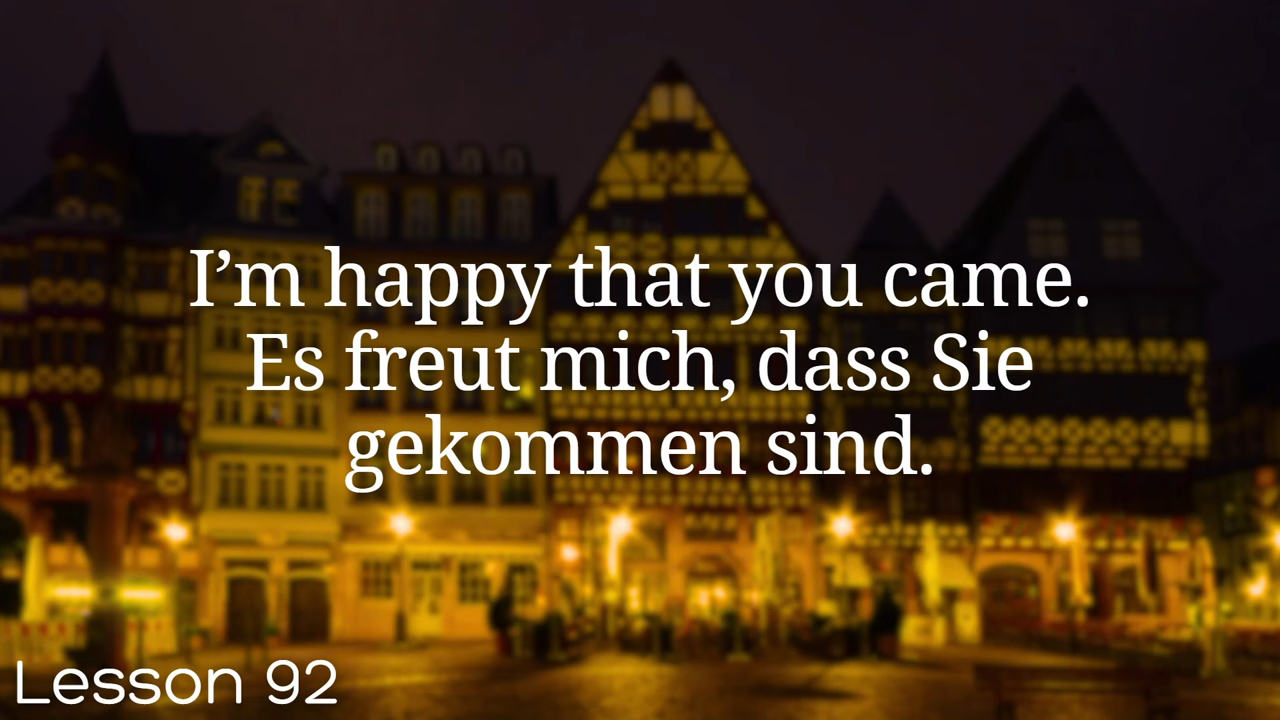 I’m happy that you came.
Es freut mich, dass Sie
gekommen sind.
Lesson 92